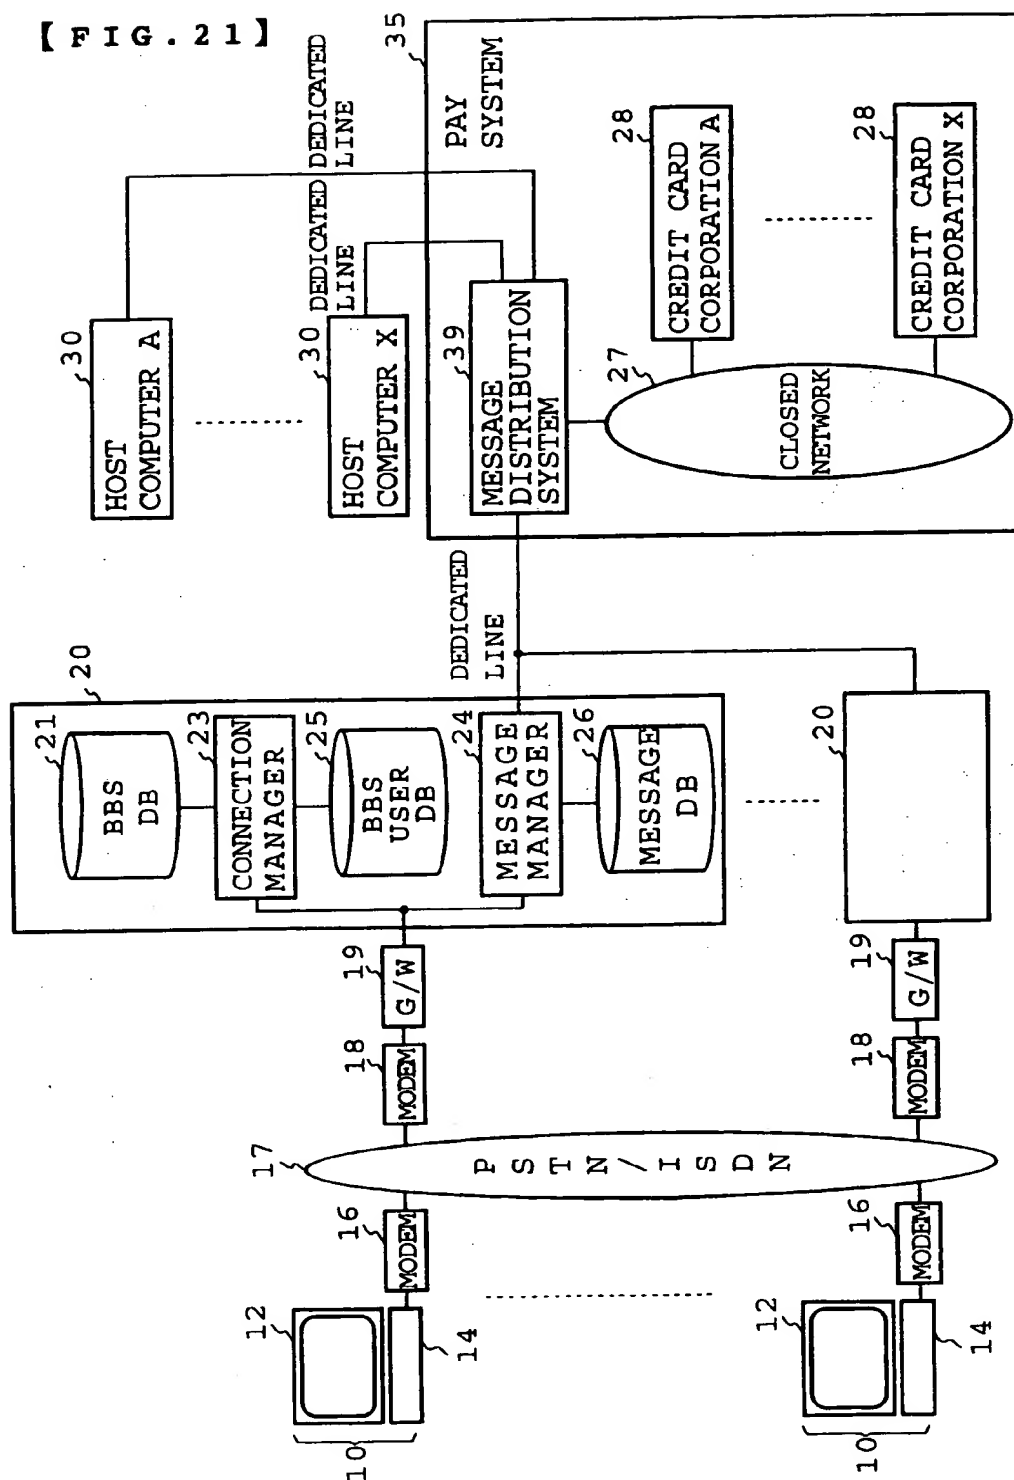 【FIG.21】
35
PAY
SYSTEM
DEDICATED
LINE
DEDICATED
LINE
30
HOST
COMPUTER A
30
HOST
COMPUTER X
39
MESSAGE
DISTRIBUTION
SYSTEM
28
CREDIT CARD
CORPORATION A
28
CREDIT CARD
CORPORATION X
27
CLOSED
NETWORK
DEDICATED
LINE
20
21
BBS
DB
23
CONNECTION
MANAGER
25
BBS
USER
DB
24
MESSAGE
MANAGER
26
MESSAGE
DB
20
19
G/W
19
G/W
18
MODEM
18
MODEM
17
PSTN/ISDN
16
MODEM
16
MODEM
12
14
10
12
14
10